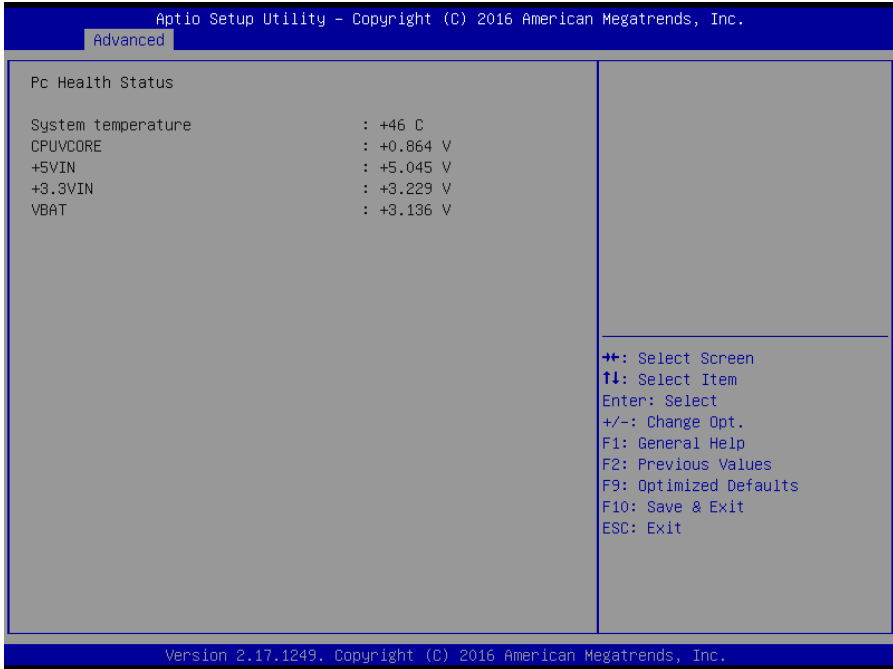 Aptio Setup Utility – Copyright (C) 2016 American Megatrends, Inc.
Advanced
Pc Health Status
System temperature : +46 C
CPUVCORE : +0.864 V
+5VIN : +5.045 V
+3.3VIN : +3.229 V
VBAT : +3.136 V
→←: Select Screen
↑↓: Select Item
Enter: Select
+/-: Change Opt.
F1: General Help
F2: Previous Values
F9: Optimized Defaults
F10: Save & Exit
ESC: Exit
Version 2.17.1249. Copyright (C) 2016 American Megatrends, Inc.